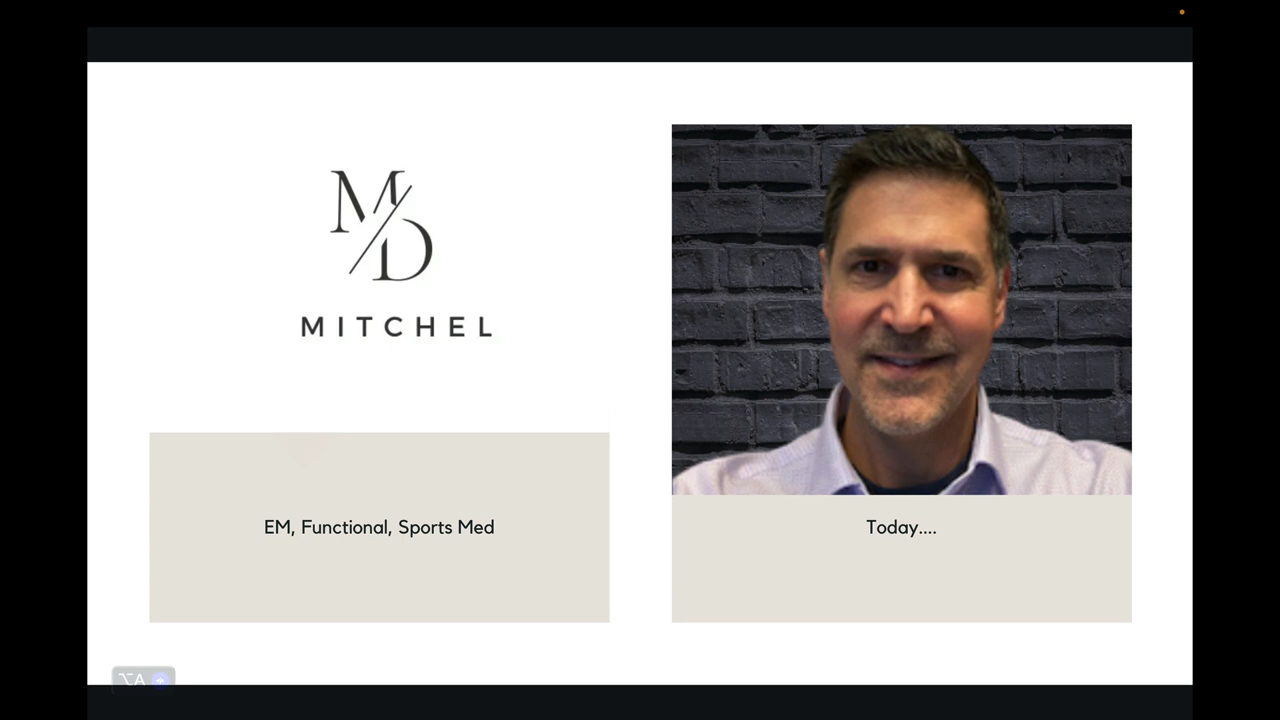 MD
MITCHEL
EM, Functional, Sports Med
Today....
⌥A